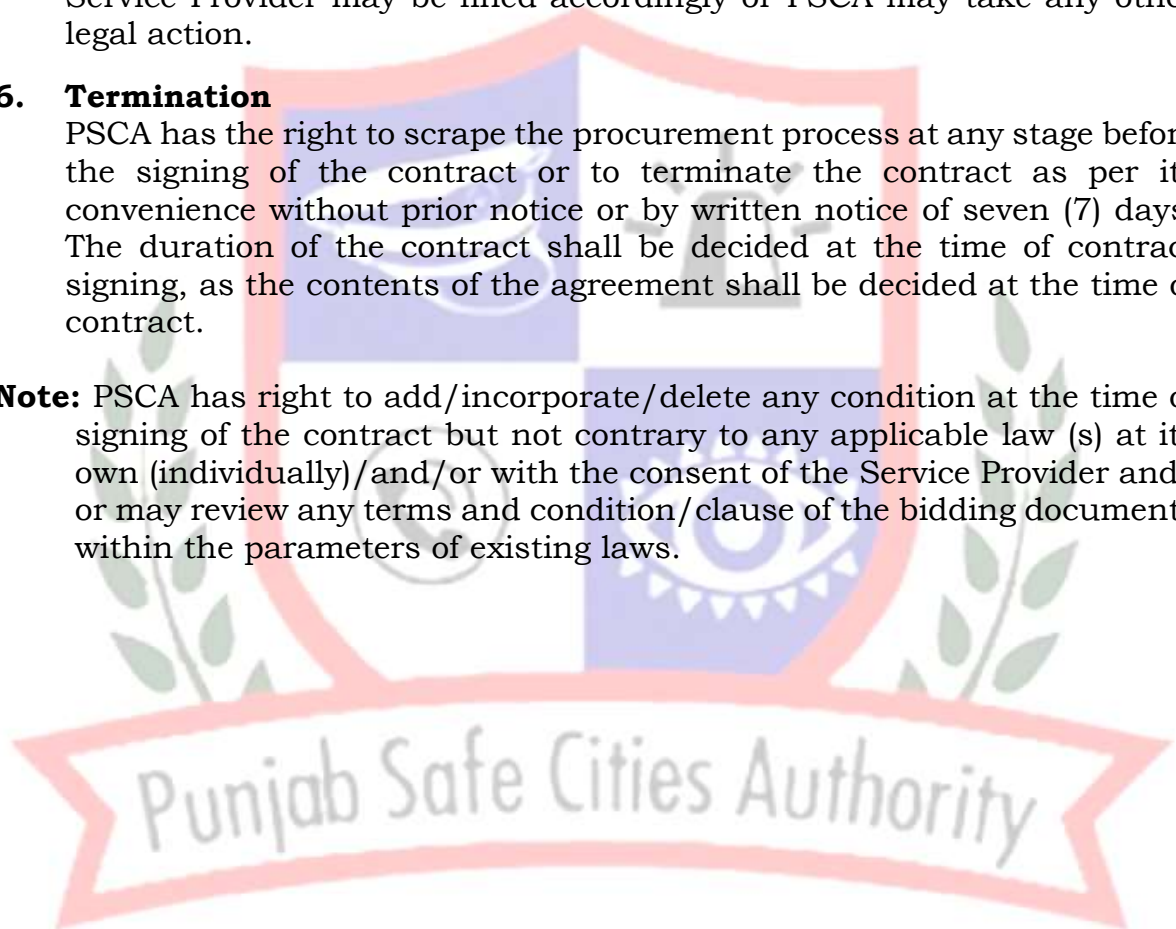 Service Provider may be fined accordingly or PSCA may take any othe
legal action.
6. Termination
PSCA has the right to scrape the procurement process at any stage befor
the signing of the contract or to terminate the contract as per it
convenience without prior notice or by written notice of seven (7) days
The duration of the contract shall be decided at the time of contrac
signing, as the contents of the agreement shall be decided at the time o
contract.
Note: PSCA has right to add/incorporate/delete any condition at the time o
signing of the contract but not contrary to any applicable law (s) at it
own (individually)/and/or with the consent of the Service Provider and
or may review any terms and condition/clause of the bidding document
within the parameters of existing laws.
Punjab Safe Cities Authority